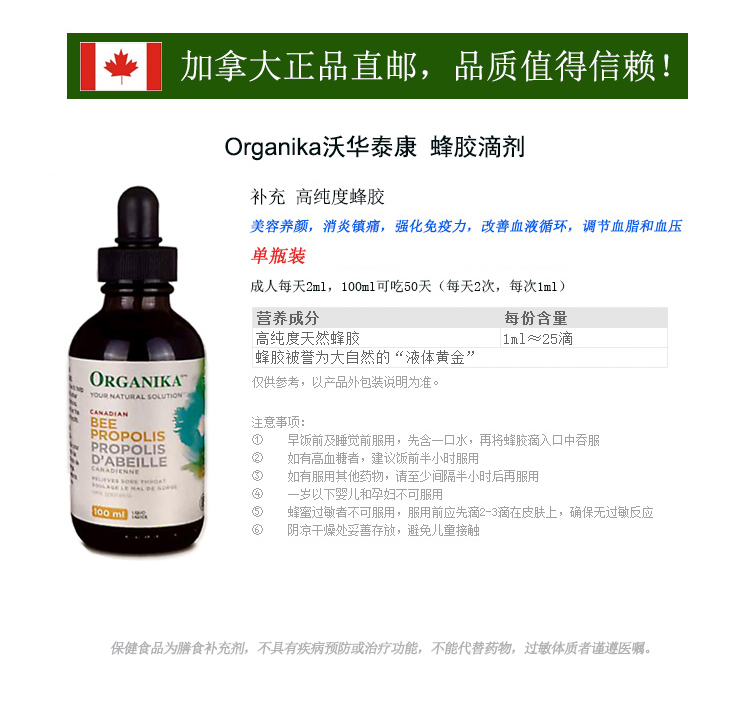 加拿大正品直邮，品质值得信赖！
Organika沃华泰康 蜂胶滴剂
补充 高纯度蜂胶
美容养颜，消炎镇痛，强化免疫力，改善血液循环，调节血脂和血压
单瓶装
成人每天2ml，100ml可吃50天（每天2次，每次1ml）
营养成分 每份含量
高纯度天然蜂胶 1ml≈25滴
蜂胶被誉为大自然的“液体黄金”
仅供参考，以产品外包装说明为准。
注意事项：
① 早饭前及睡觉前服用，先含一口水，再将蜂胶滴入口中吞服
② 如有高血糖者，建议饭前半小时服用
③ 如有服用其他药物，请至少间隔半小时后再服用
④ 一岁以下婴儿和孕妇不可服用
⑤ 蜂蜜过敏者不可服用，服用前应先滴2-3滴在皮肤上，确保无过敏反应
⑥ 阴凉干燥处妥善存放，避免儿童接触
ORGANIKA
YOUR NATURAL SOLUTION
CANADIAN
BEE
PROPOLIS
PROPOLIS
D'ABEILLE
CANADIENNE
RELIEVES SORE THROAT
SOULAGE LE MAL DE GORGE
100 ml
LIQUID
LIQUIDE
保健食品为膳食补充剂，不具有疾病预防或治疗功能，不能代替药物，过敏体质者谨遵医嘱。